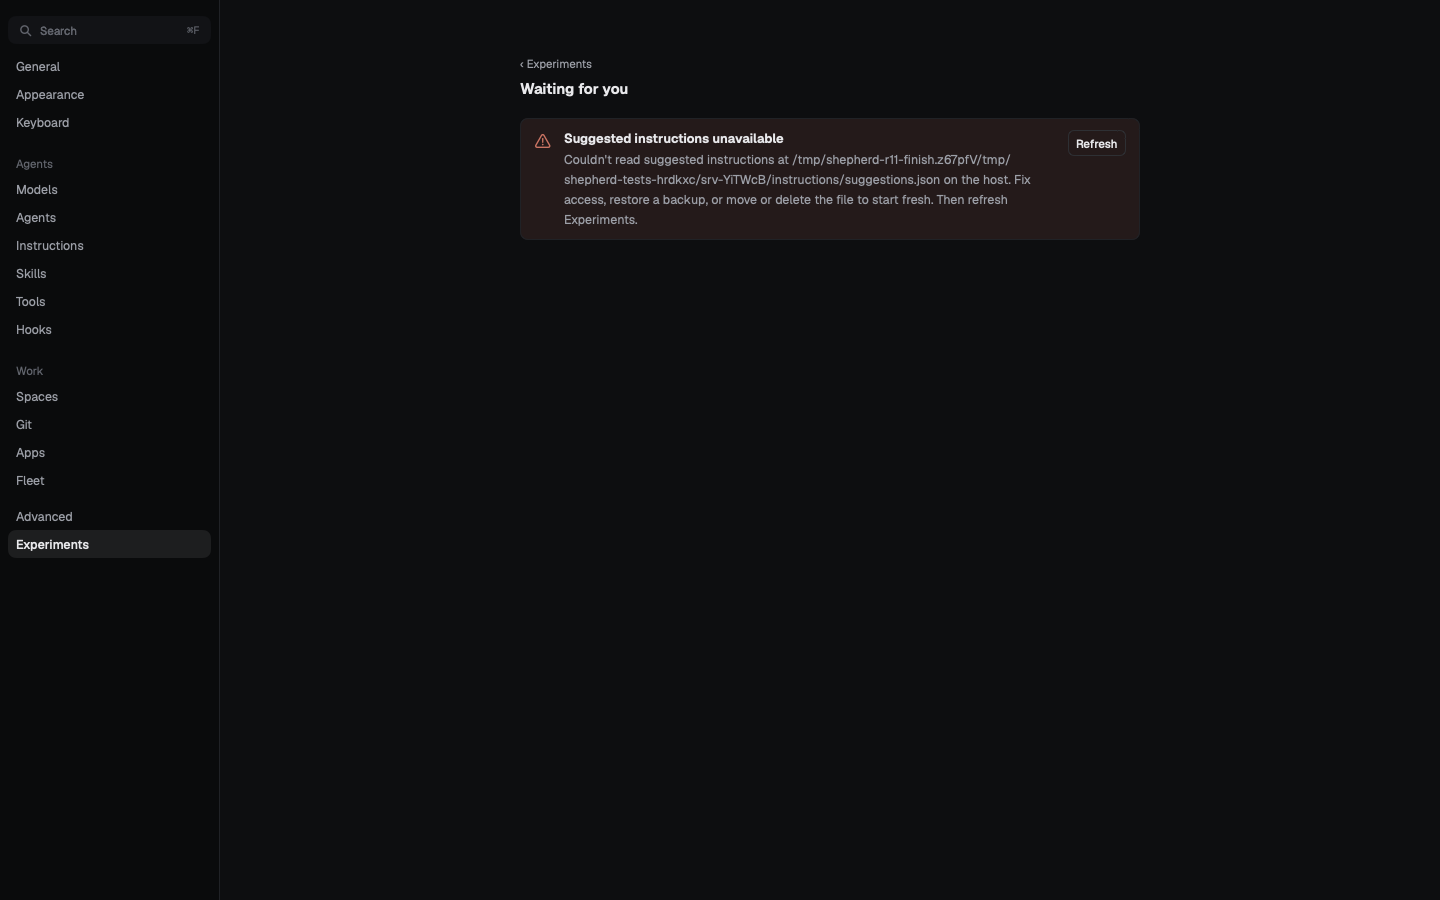 Search ⌘F
General
Appearance
Keyboard
Agents
Models
Agents
Instructions
Skills
Tools
Hooks
Work
Spaces
Git
Apps
Fleet
Advanced
Experiments
‹ Experiments
Waiting for you
Suggested instructions unavailable
Couldn't read suggested instructions at /tmp/shepherd-r11-finish.z67pfV/tmp/
shepherd-tests-hrdkxc/srv-YiTWcB/instructions/suggestions.json on the host. Fix
access, restore a backup, or move or delete the file to start fresh. Then refresh
Experiments.
Refresh